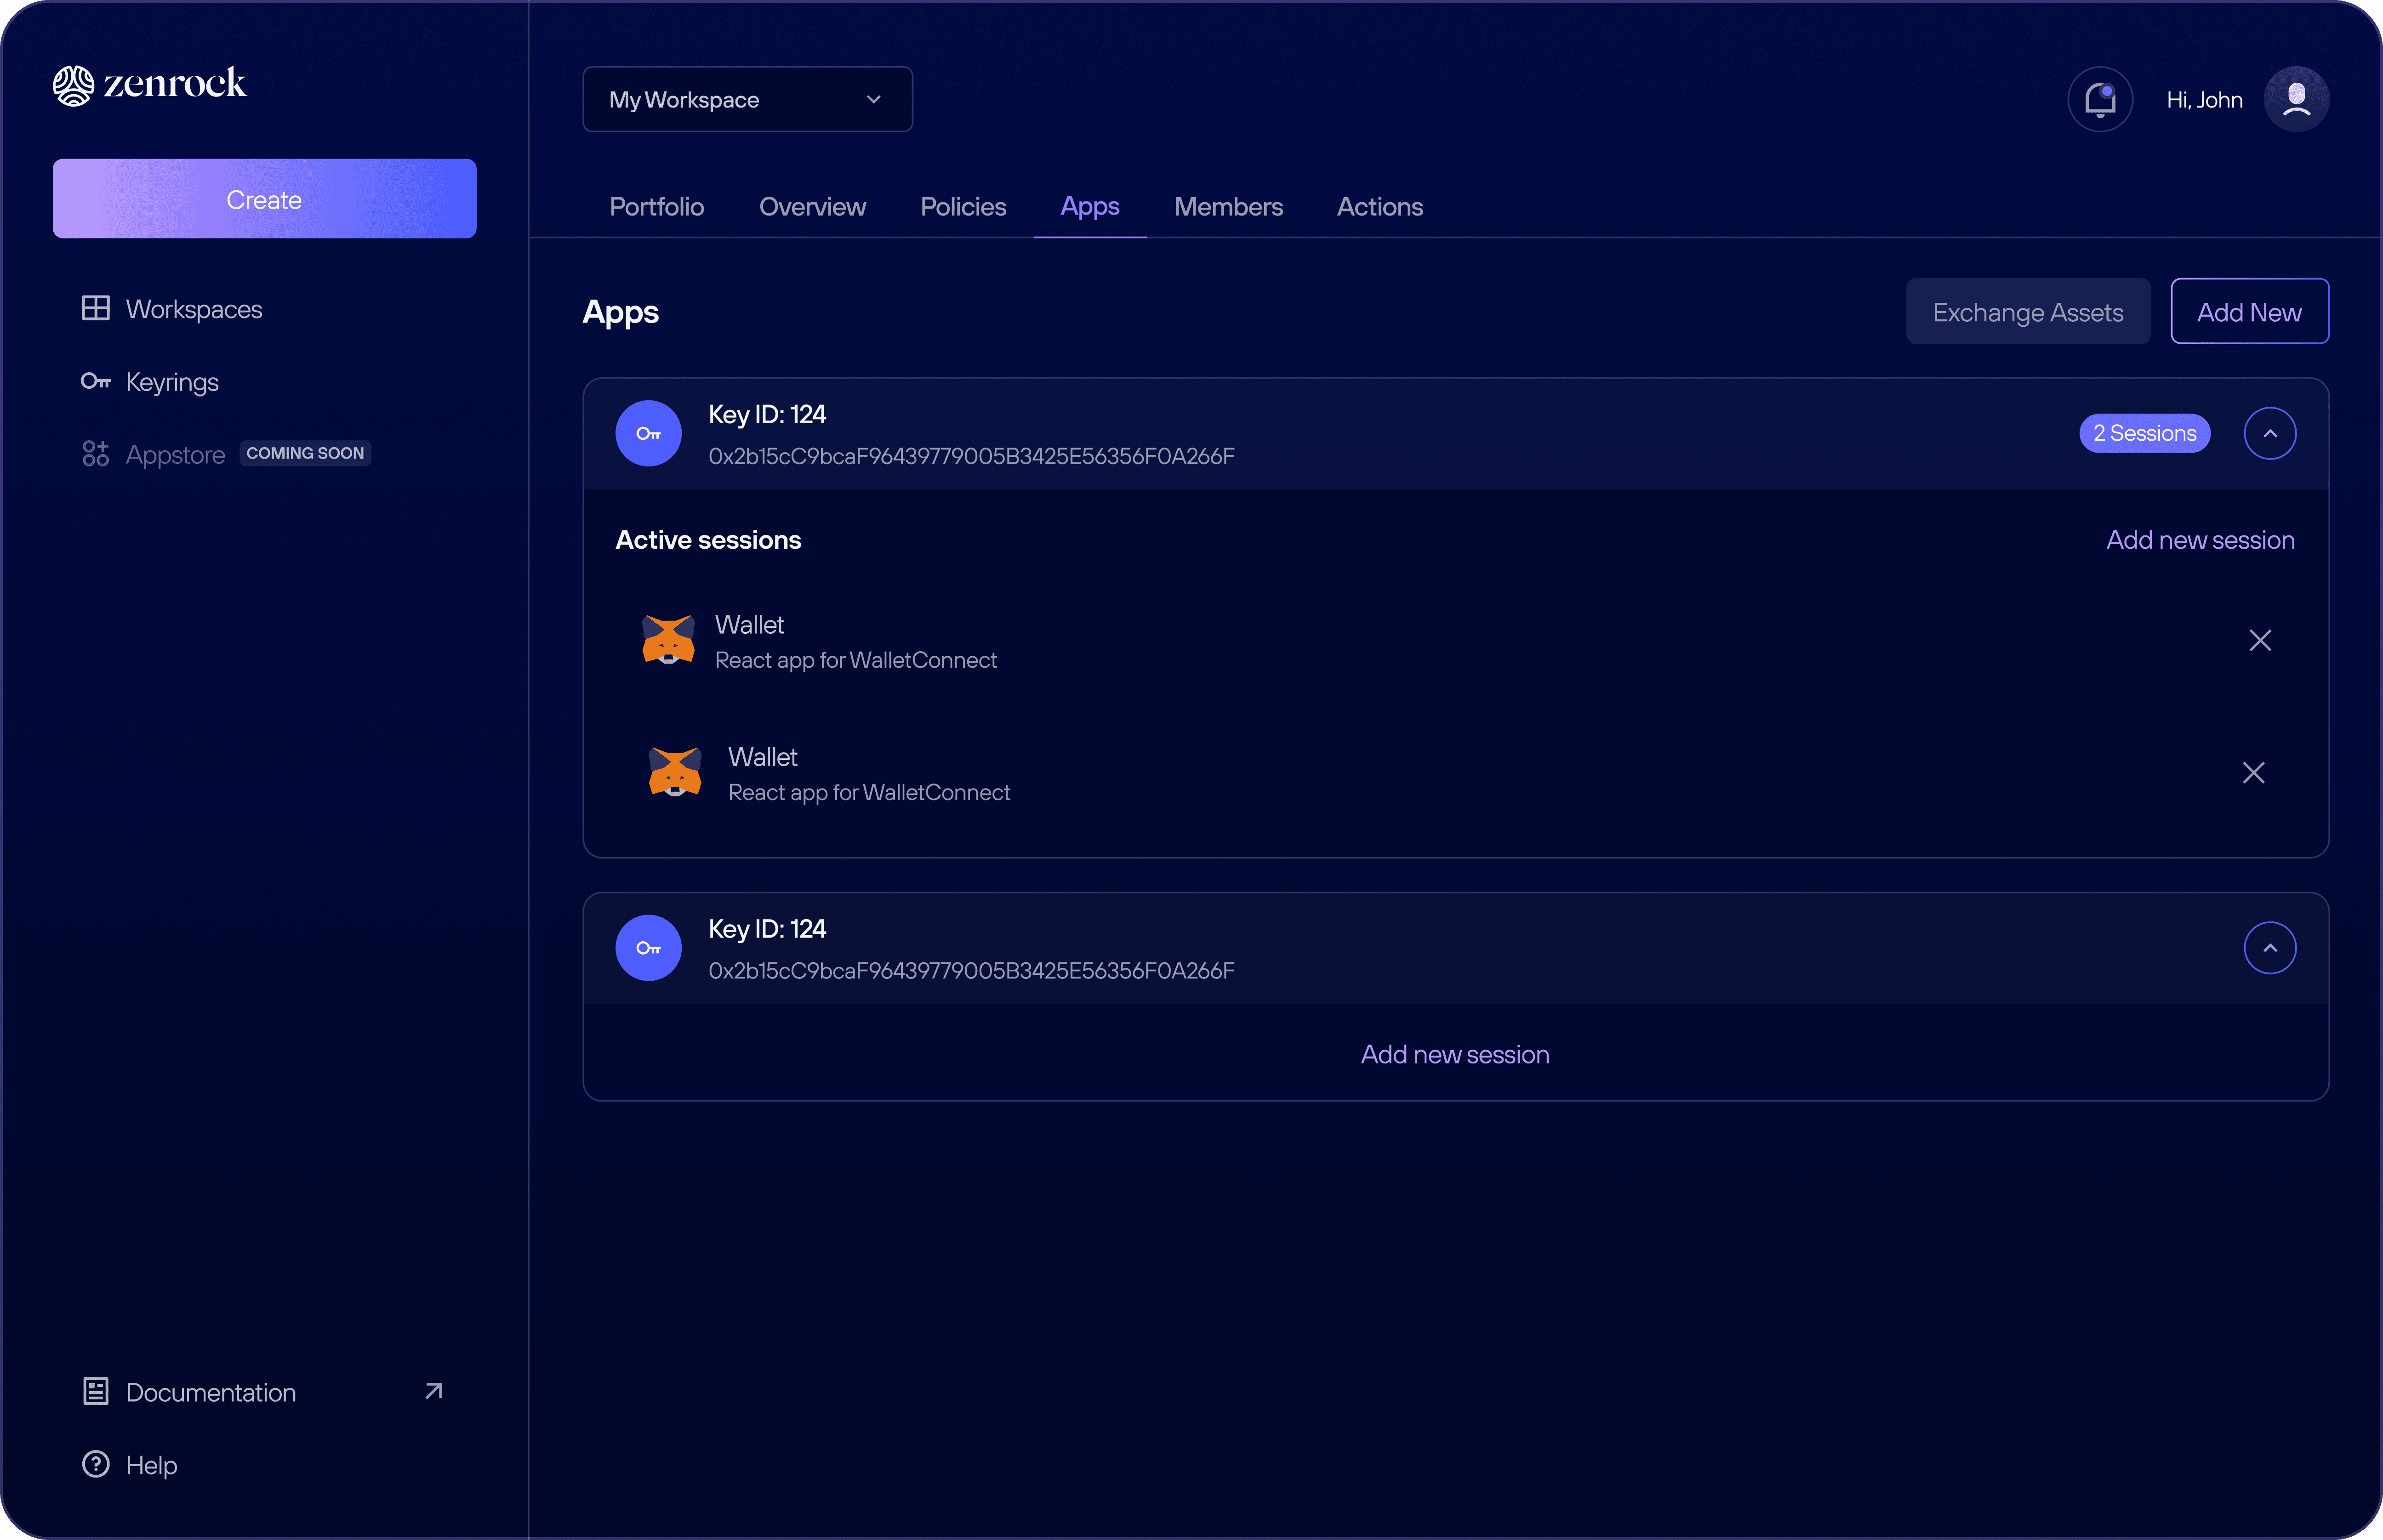 zenrock
Create
Workspaces
Keyrings
Appstore COMING SOON
Documentation
Help
My Workspace
Hi, John
Portfolio Overview Policies Apps Members Actions
Apps
Exchange Assets Add New
Key ID: 124
0x2b15cC9bcaF96439779005B3425E56356F0A266F
2 Sessions
Active sessions
Add new session
Wallet
React app for WalletConnect
Wallet
React app for WalletConnect
Key ID: 124
0x2b15cC9bcaF96439779005B3425E56356F0A266F
Add new session